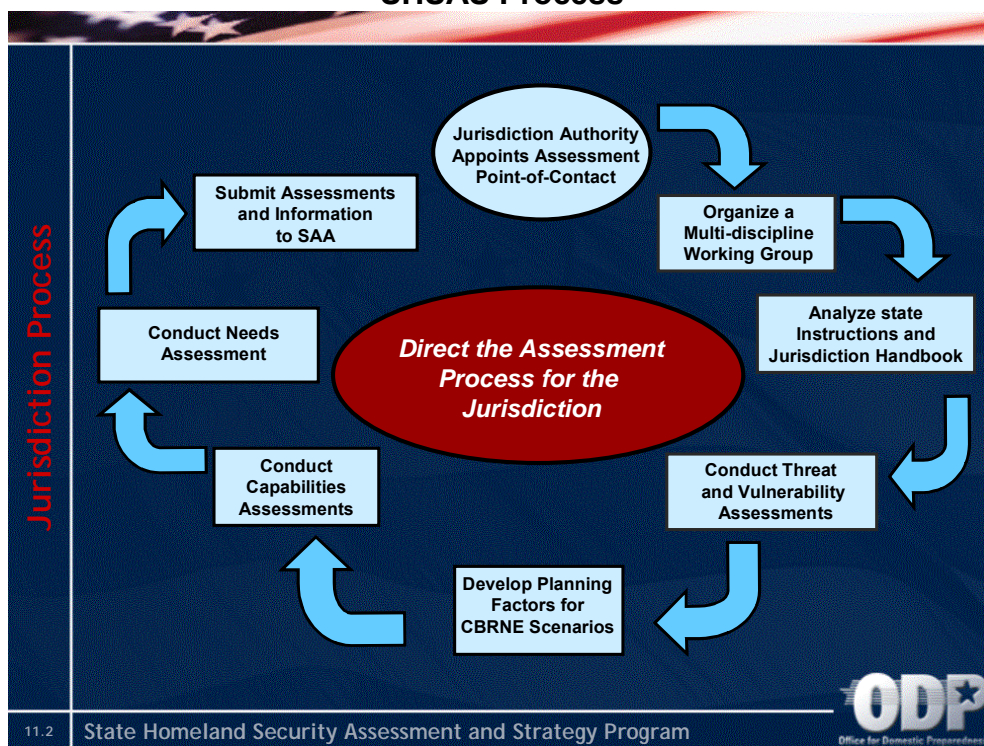 Process
Jurisdiction Process
Jurisdiction Authority
Appoints Assessment
Point-of-Contact
Organize a
Multi-discipline
Working Group
Analyze state
Instructions and
Jurisdiction Handbook
Conduct Threat
and Vulnerability
Assessments
Develop Planning
Factors for
CBRNE Scenarios
Conduct
Capabilities
Assessments
Conduct Needs
Assessment
Submit Assessments
and Information
to SAA
Direct the Assessment
Process for the
Jurisdiction
11.2 State Homeland Security Assessment and Strategy Program
ODP
Office for Domestic Preparedness